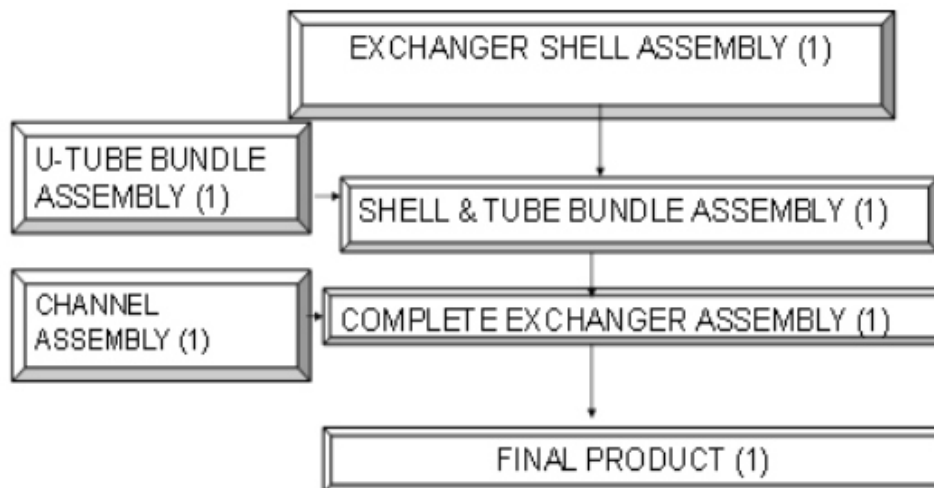 EXCHANGER SHELL ASSEMBLY (1)
U-TUBE BUNDLE
ASSEMBLY (1)
SHELL & TUBE BUNDLE ASSEMBLY (1)
CHANNEL
ASSEMBLY (1)
COMPLETE EXCHANGER ASSEMBLY (1)
FINAL PRODUCT (1)